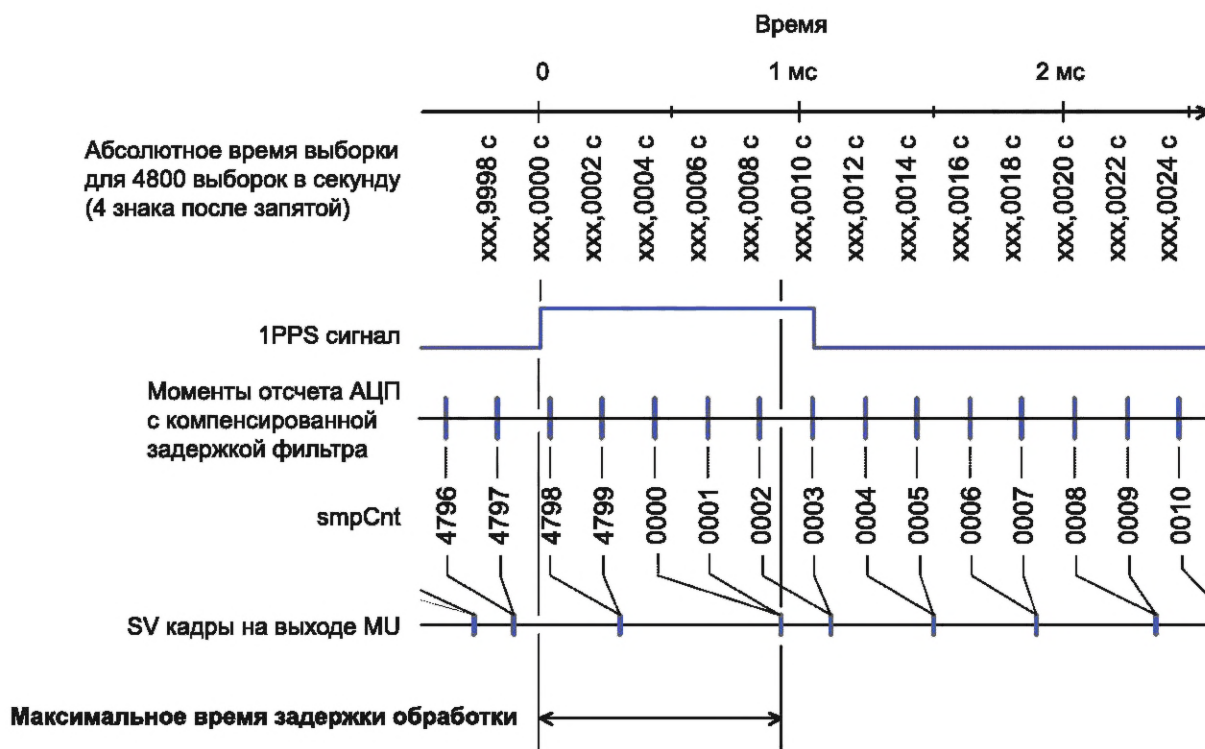 Время
0
1 мс
2 мс
Абсолютное время выборки
для 4800 выборок в секунду
(4 знака после запятой)
xxx,9998 с
xxx,0000 с
xxx,0002 с
xxx,0004 с
xxx,0006 с
xxx,0008 с
xxx,0010 с
xxx,0012 с
xxx,0014 с
xxx,0016 с
xxx,0018 с
xxx,0020 с
xxx,0022 с
xxx,0024 с
1PPS сигнал
Моменты отсчета АЦП
с компенсированной
задержкой фильтра
smpCnt
4796
4797
4798
4799
0000
0001
0002
0003
0004
0005
0006
0007
0008
0009
0010
SV кадры на выходе MU
Максимальное время задержки обработки